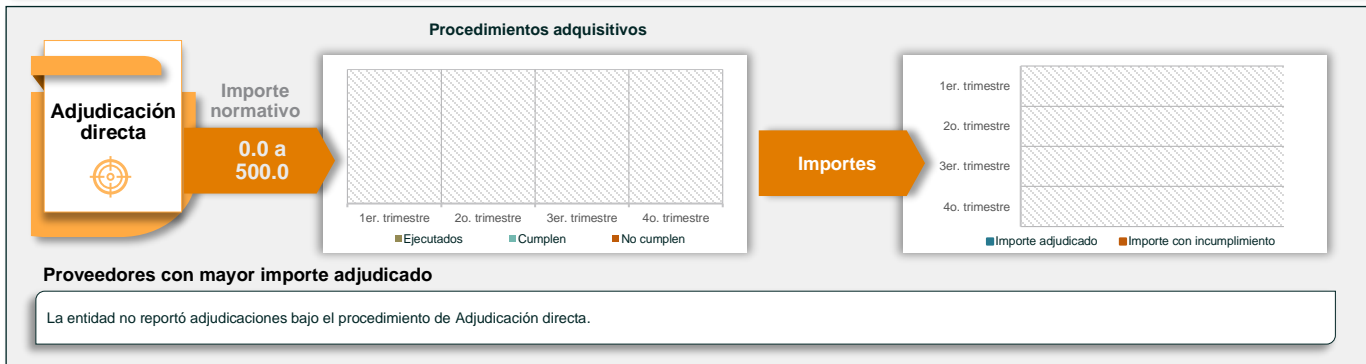 Procedimientos adquisitivos
Adjudicación
directa
Importe
normativo
0.0 a
500.0
1er. trimestre 2o. trimestre 3er. trimestre 4o. trimestre
Ejecutados Cumplen No cumplen
Importes
1er. trimestre
2o. trimestre
3er. trimestre
4o. trimestre
Importe adjudicado Importe con incumplimiento
Proveedores con mayor importe adjudicado
La entidad no reportó adjudicaciones bajo el procedimiento de Adjudicación directa.